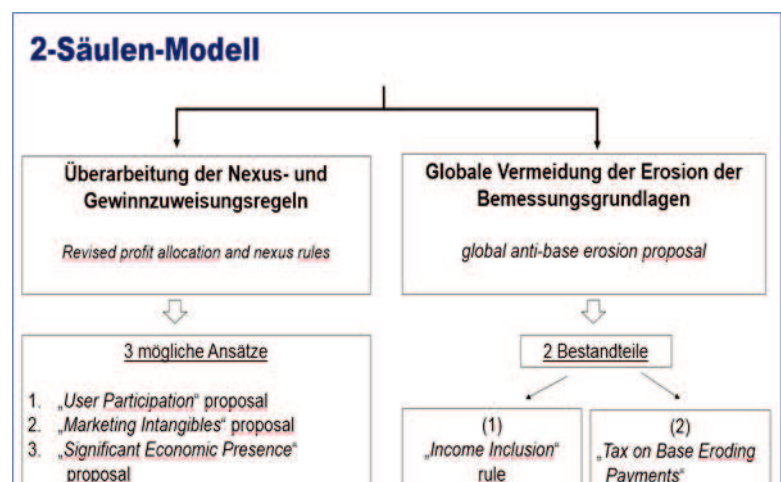 2-Säulen-Modell
Überarbeitung der Nexus- und
Gewinnzuweisungsregeln
Revised profit allocation and nexus rules
Globale Vermeidung der Erosion der
Bemessungsgrundlagen
global anti-base erosion proposal
3 mögliche Ansätze
1. „User Participation“ proposal
2. „Marketing Intangibles“ proposal
3. „Significant Economic Presence“
proposal
2 Bestandteile
(1)
„Income Inclusion“
rule
(2)
„Tax on Base Eroding
Payments“